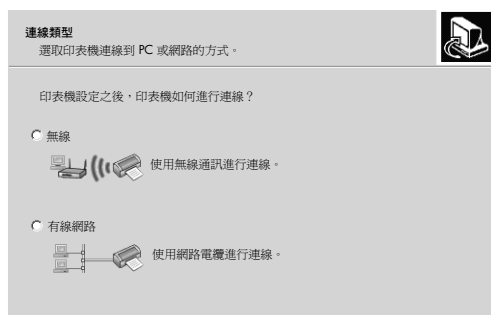 連線類型
選取印表機連線到 PC 或網路的方式。
印表機設定之後，印表機如何進行連線？
無線
使用無線通訊進行連線。
有線網路
使用網路電纜進行連線。